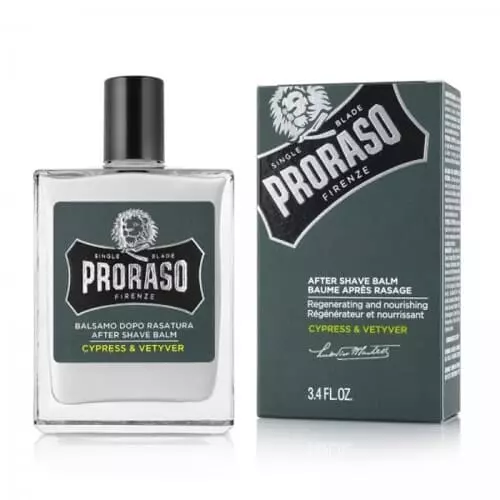 SINGLE BLADE
PRORASO
FIRENZE
BALSAMO DOPO RASATURA
AFTER SHAVE BALM
CYPRESS & VETYVER
SINGLE BLADE
PRORASO
FIRENZE
AFTER SHAVE BALM
BAUME APRÈS RASAGE
Regenerating and nourishing
Régénérateur et nourrissant
CYPRESS & VETYVER
3.4 FL.OZ.